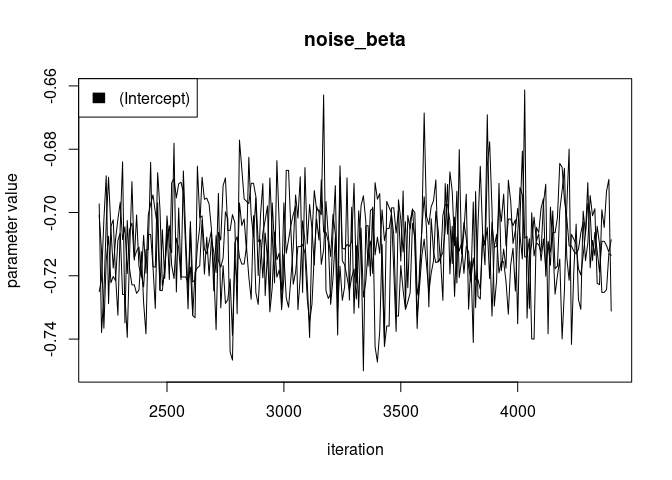 noise_beta
(Intercept)
parameter value
-0.66
-0.68
-0.70
-0.72
-0.74
2500 3000 3500 4000
iteration